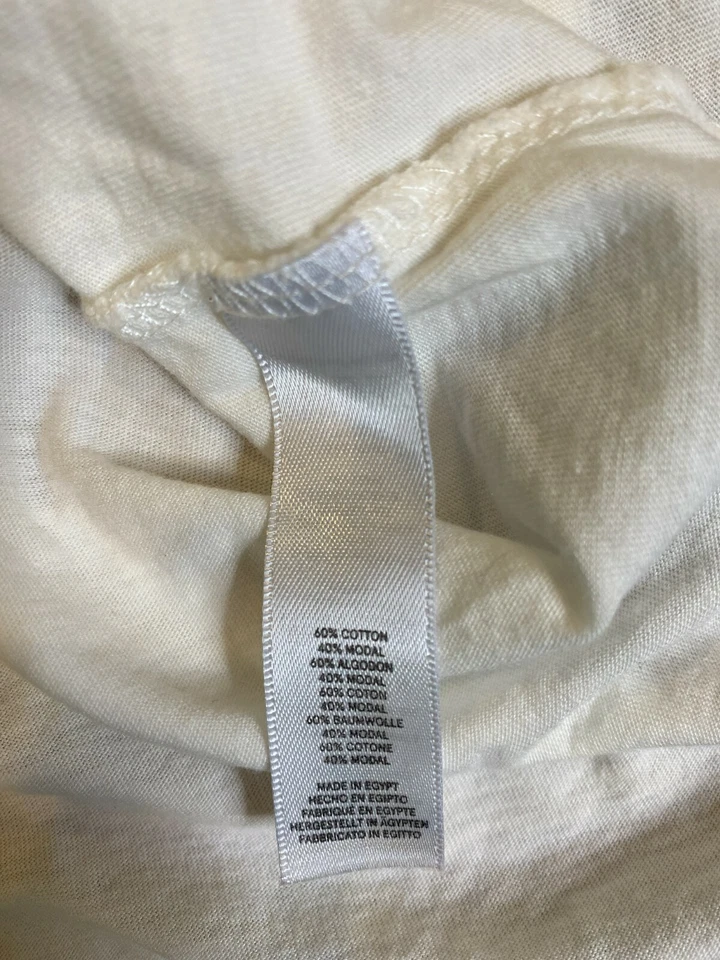 60% COTTON
40% MODAL
60% ALGODON
40% MODAL
60% COTON
40% MODAL
60% BAUMWOLLE
40% MODAL
60% COTONE
40% MODAL
MADE IN EGYPT
HECHO EN EGIPTO
FABRIQUÉ EN EGYPTE
HERGESTELLT IN ÄGYPTEN
FABBRICATO IN EGITTO